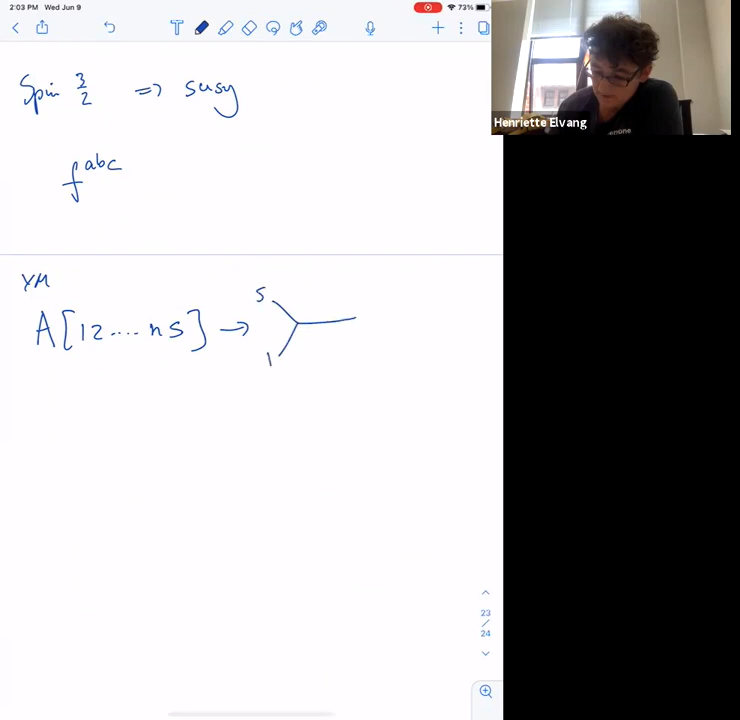 2:03 PM Wed Jun 9
73%
Spin 3/2 => susy
f^abc
YM
A[12....ns] →
s
1
23
/
24
Henriette Elvang